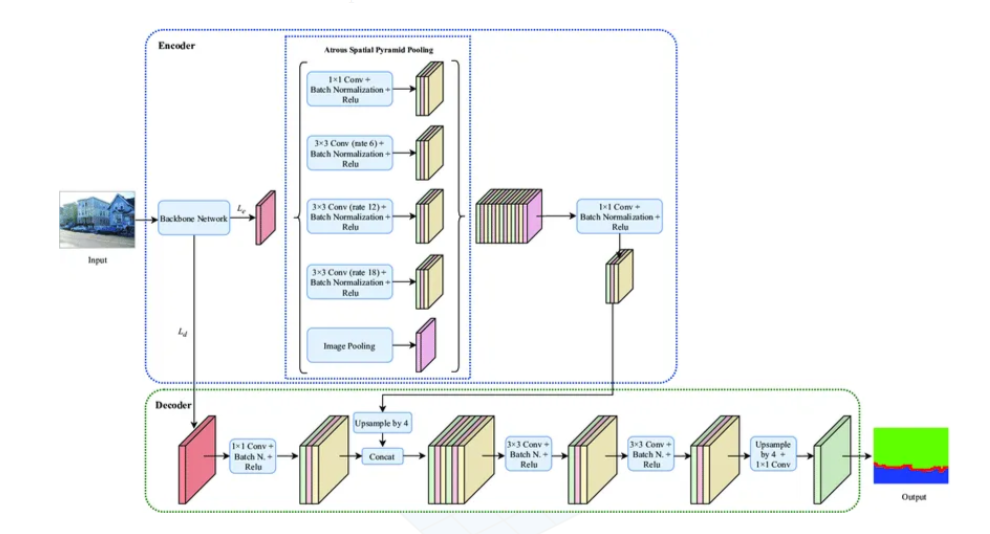 Encoder
Atrous Spatial Pyramid Pooling
1×1 Conv +
Batch Normalization +
Relu
3×3 Conv (rate 6) +
Batch Normalization +
Relu
3×3 Conv (rate 12) +
Batch Normalization +
Relu
3×3 Conv (rate 18) +
Batch Normalization +
Relu
Image Pooling
Input
Backbone Network
Le
1×1 Conv +
Batch Normalization +
Relu
Ld
Decoder
1×1 Conv +
Batch N. +
Relu
Upsample by 4
Concat
3×3 Conv +
Batch N. +
Relu
3×3 Conv +
Batch N. +
Relu
Upsample
by 4 +
1×1 Conv
Output